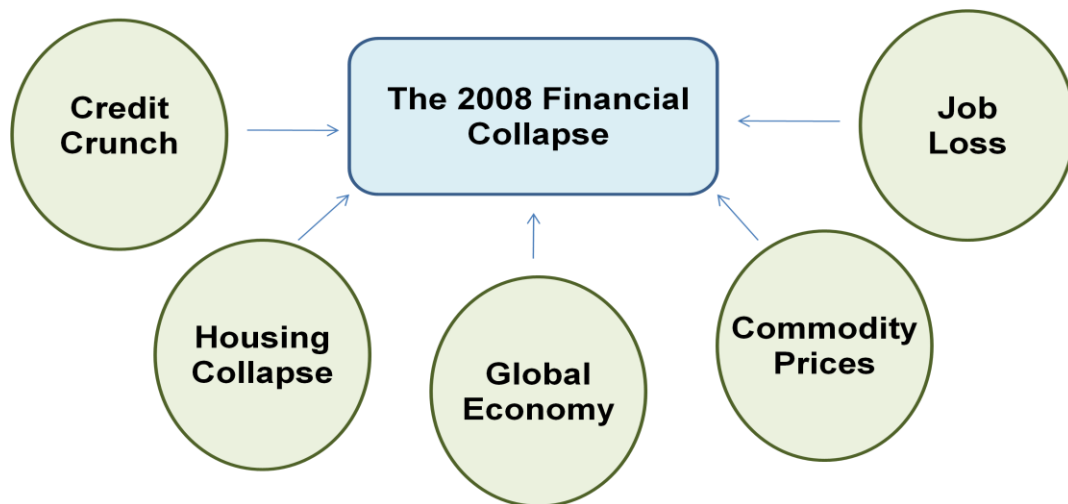 The 2008 Financial
Collapse
Credit
Crunch
Job
Loss
Housing
Collapse
Global
Economy
Commodity
Prices